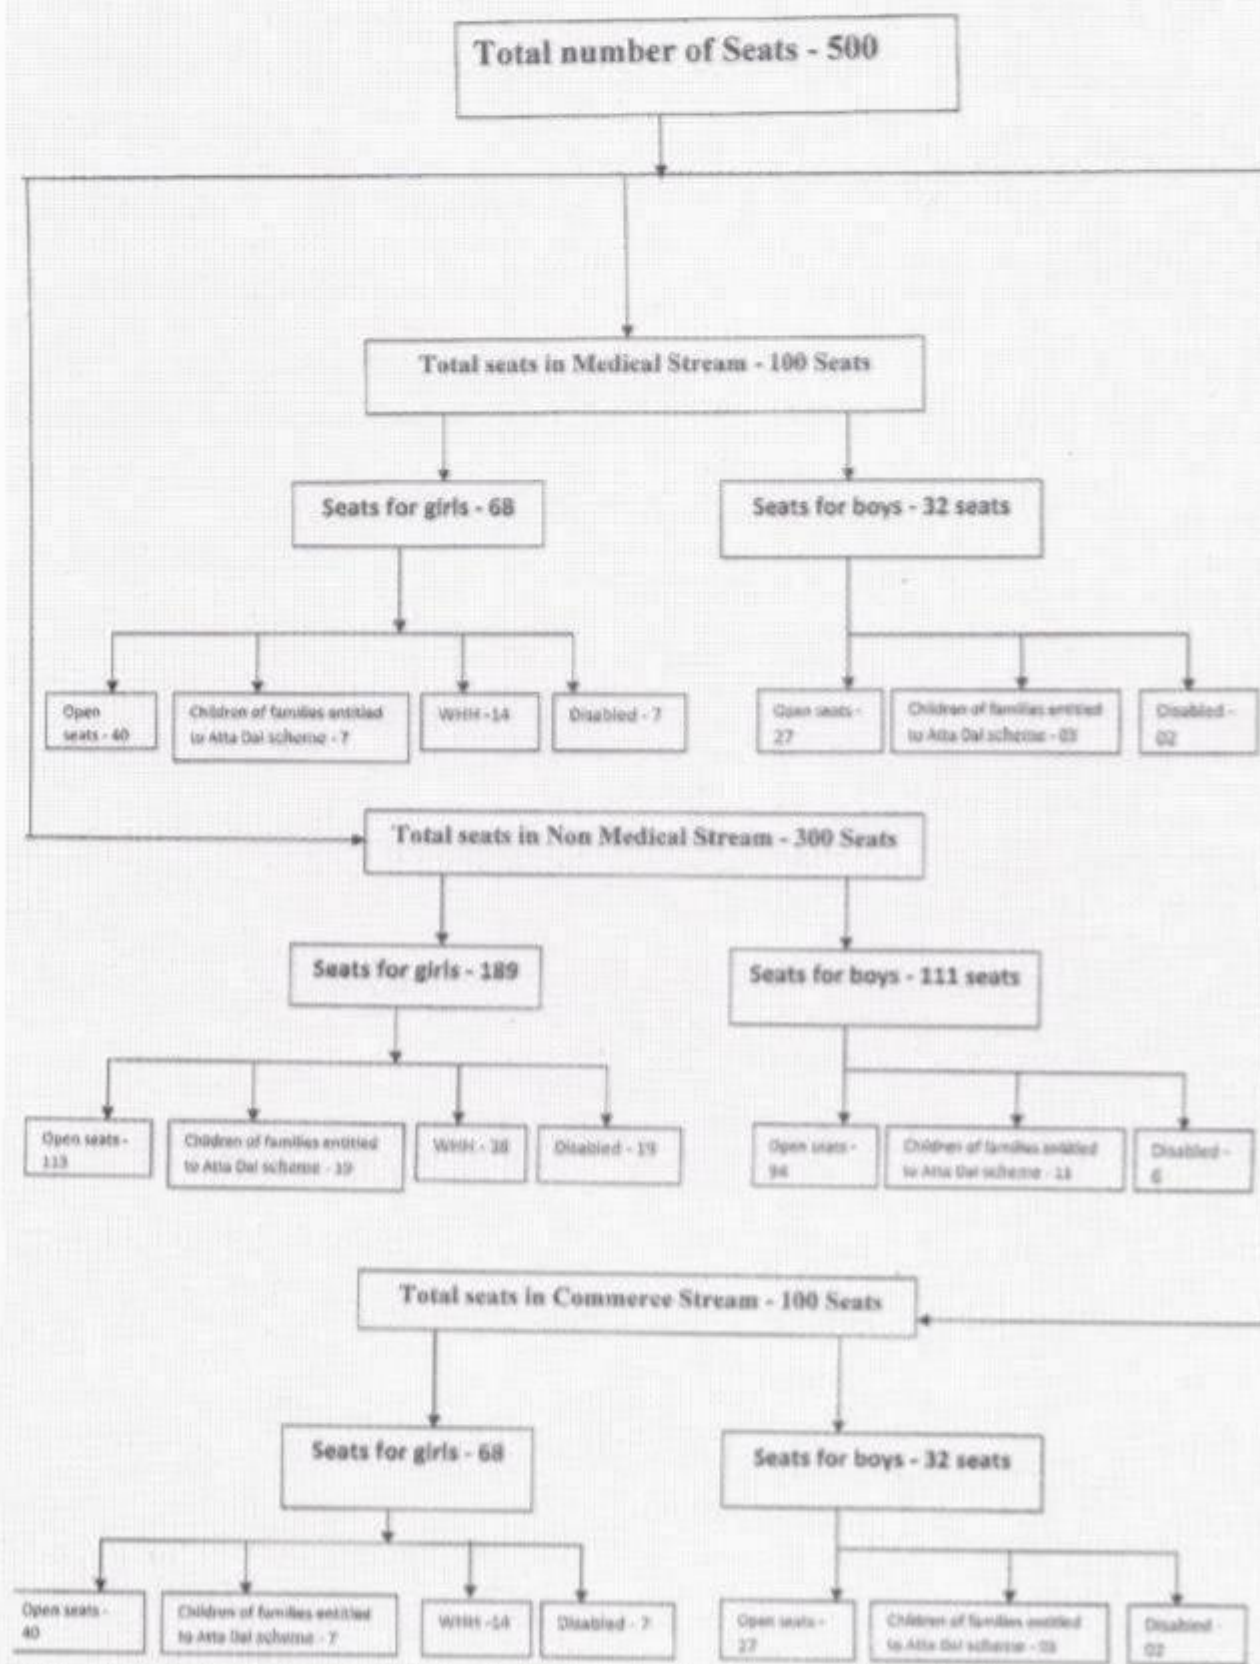 Total number of Seats - 500
Total seats in Medical Stream - 100 Seats
Seats for girls - 68
Seats for boys - 32 seats
Open
seats - 40
Children of families entitled
to Atta Dal scheme - 7
WHH -14
Disabled - 7
Open seats -
27
Children of families entitled
to Atta Dal scheme - 03
Disabled -
02
Total seats in Non Medical Stream - 300 Seats
Seats for girls - 189
Seats for boys - 111 seats
Open seats -
113
Children of families entitled
to Atta Dal scheme - 19
WHH - 38
Disabled - 19
Open seats -
94
Children of families entitled
to Atta Dal scheme - 11
Disabled -
6
Total seats in Commerce Stream - 100 Seats
Seats for girls - 68
Seats for boys - 32 seats
Open seats -
40
Children of families entitled
to Atta Dal scheme - 7
WHH -14
Disabled - 7
Open seats -
27
Children of families entitled
to Atta Dal scheme - 03
Disabled -
02